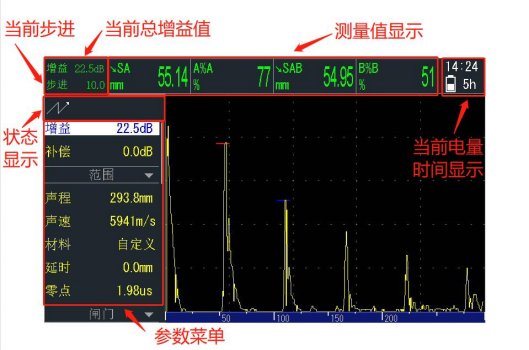 当前步进
当前总增益值
测量值显示
增益 22.5dB
步进 10.0
↘SA
mm
55.14
A%A
%
77
↘SAB
mm
54.95
B%B
%
51
14:24
5h
状态
显示
当前电量
时间显示
增益 22.5dB
补偿 0.0dB
范围
声程 293.8mm
声速 5941m/s
材料 自定义
延时 0.0mm
零点 1.98us
闸门
50 100 150 200
参数菜单